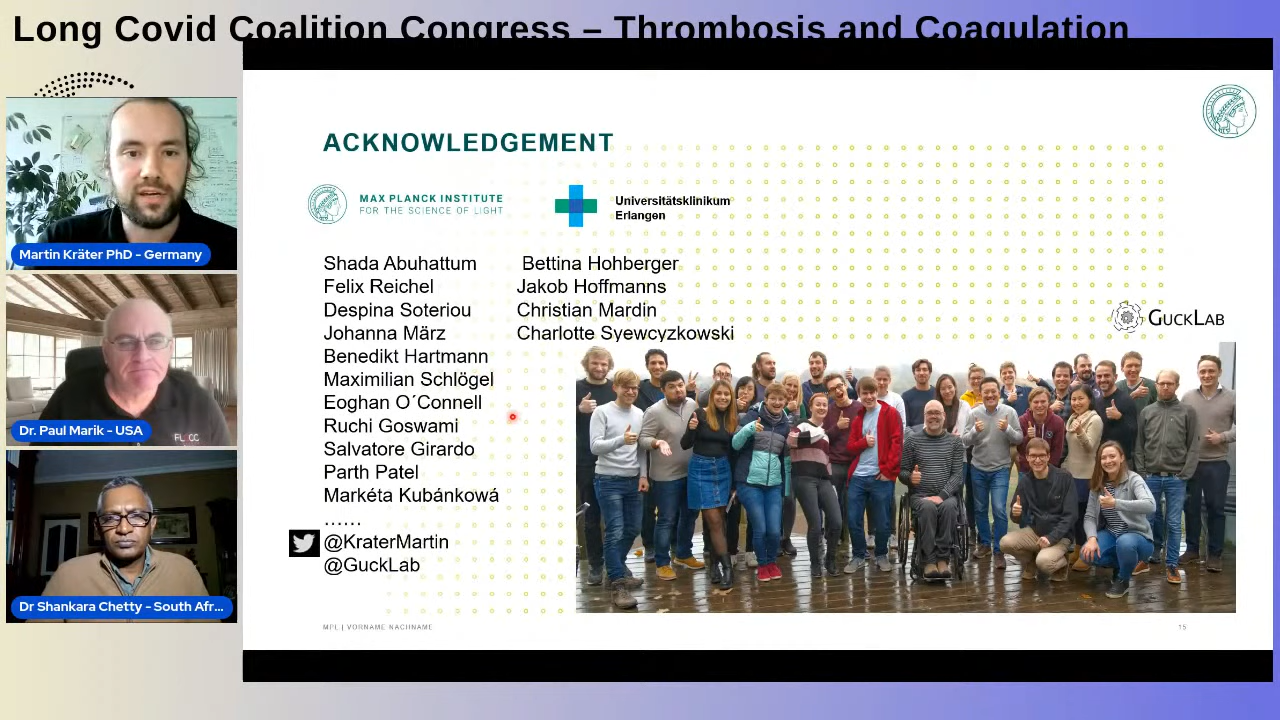 Long Covid Coalition Congress – Thrombosis and Coagulation
Martin Kräter PhD - Germany
FLCCC
Dr. Paul Marik - USA
Dr Shankara Chetty - South Afr...
ACKNOWLEDGEMENT
MAX PLANCK INSTITUTE
FOR THE SCIENCE OF LIGHT
Universitätsklinikum
Erlangen
Shada Abuhattum
Felix Reichel
Despina Soteriou
Johanna März
Benedikt Hartmann
Maximilian Schlögel
Eoghan O´Connell
Ruchi Goswami
Salvatore Girardo
Parth Patel
Markéta Kubánkowá
......
@KraterMartin
@GuckLab
Bettina Hohberger
Jakob Hoffmanns
Christian Mardin
Charlotte Syewcyzkowski
GUCKLAB
MPL | VORNAME NACHNAME
15